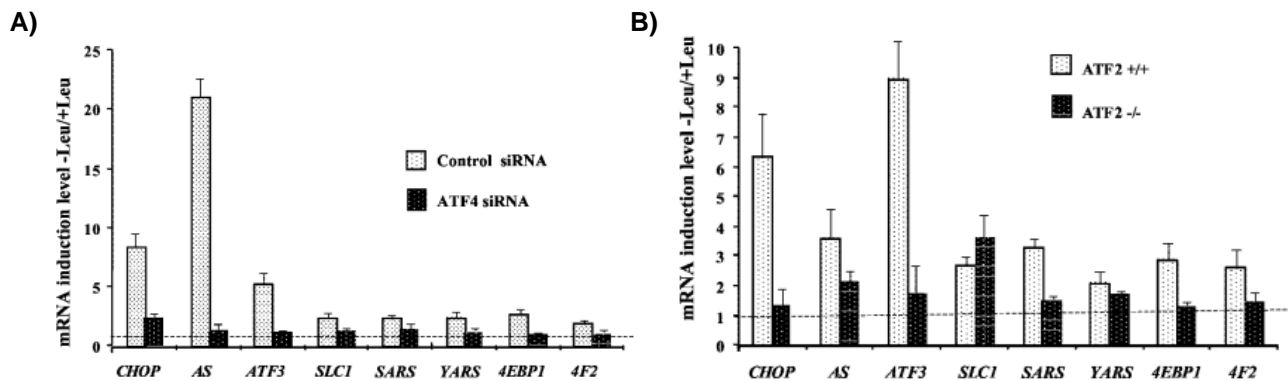 A)
mRNA induction level -Leu/+Leu
25
20
15
10
5
0
Control siRNA
ATF4 siRNA
CHOP AS ATF3 SLC1 SARS YARS 4EBP1 4F2
B)
mRNA induction level -Leu/+Leu
10
9
8
7
6
5
4
3
2
1
0
ATF2 +/+
ATF2 -/-
CHOP AS ATF3 SLC1 SARS YARS 4EBP1 4F2